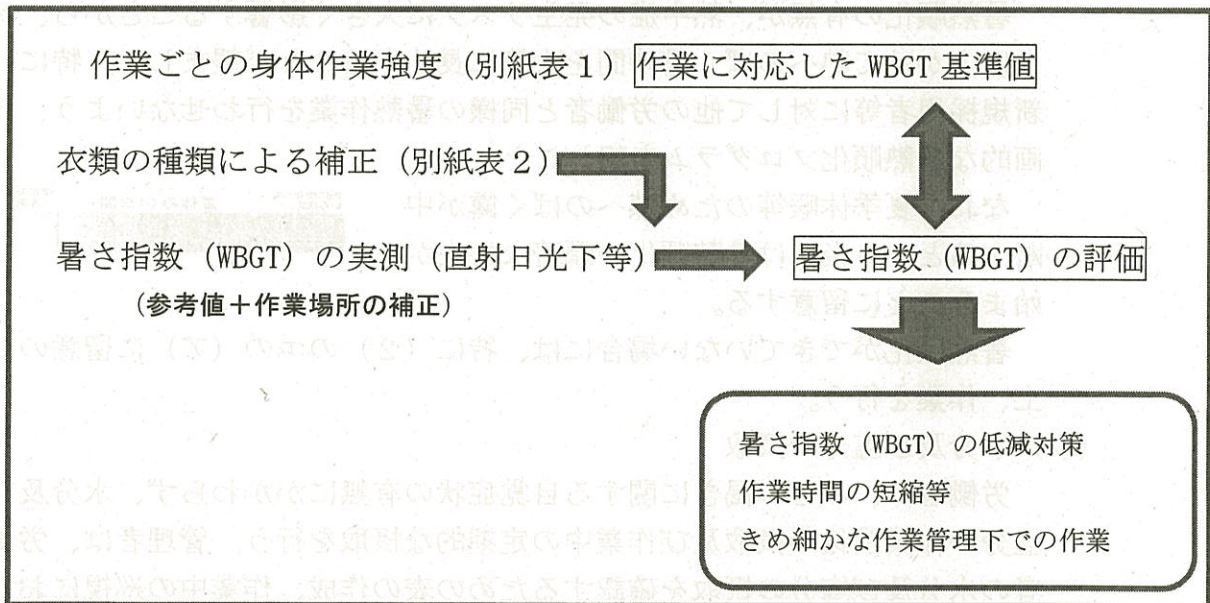 作業ごとの身体作業強度（別紙表１）作業に対応した WBGT 基準値
衣類の種類による補正（別紙表２）
暑さ指数（WBGT）の実測（直射日光下等）
暑さ指数（WBGT）の評価
（参考値＋作業場所の補正）
暑さ指数（WBGT）の低減対策
作業時間の短縮等
きめ細かな作業管理下での作業